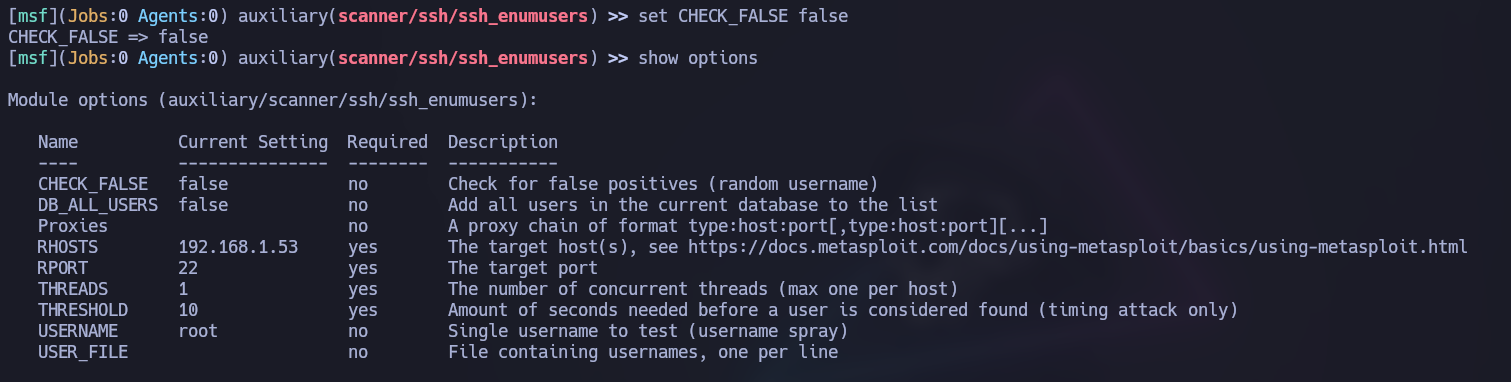 [msf](Jobs:0 Agents:0) auxiliary(scanner/ssh/ssh_enumusers) >> set CHECK_FALSE false
CHECK_FALSE => false
[msf](Jobs:0 Agents:0) auxiliary(scanner/ssh/ssh_enumusers) >> show options

Module options (auxiliary/scanner/ssh/ssh_enumusers):

   Name         Current Setting  Required  Description
   ----         ---------------  --------  -----------
   CHECK_FALSE  false            no        Check for false positives (random username)
   DB_ALL_USERS false            no        Add all users in the current database to the list
   Proxies                       no        A proxy chain of format type:host:port[,type:host:port][...]
   RHOSTS       192.168.1.53     yes       The target host(s), see https://docs.metasploit.com/docs/using-metasploit/basics/using-metasploit.html
   RPORT        22               yes       The target port
   THREADS      1                yes       The number of concurrent threads (max one per host)
   THRESHOLD    10               yes       Amount of seconds needed before a user is considered found (timing attack only)
   USERNAME     root             no        Single username to test (username spray)
   USER_FILE                     no        File containing usernames, one per line